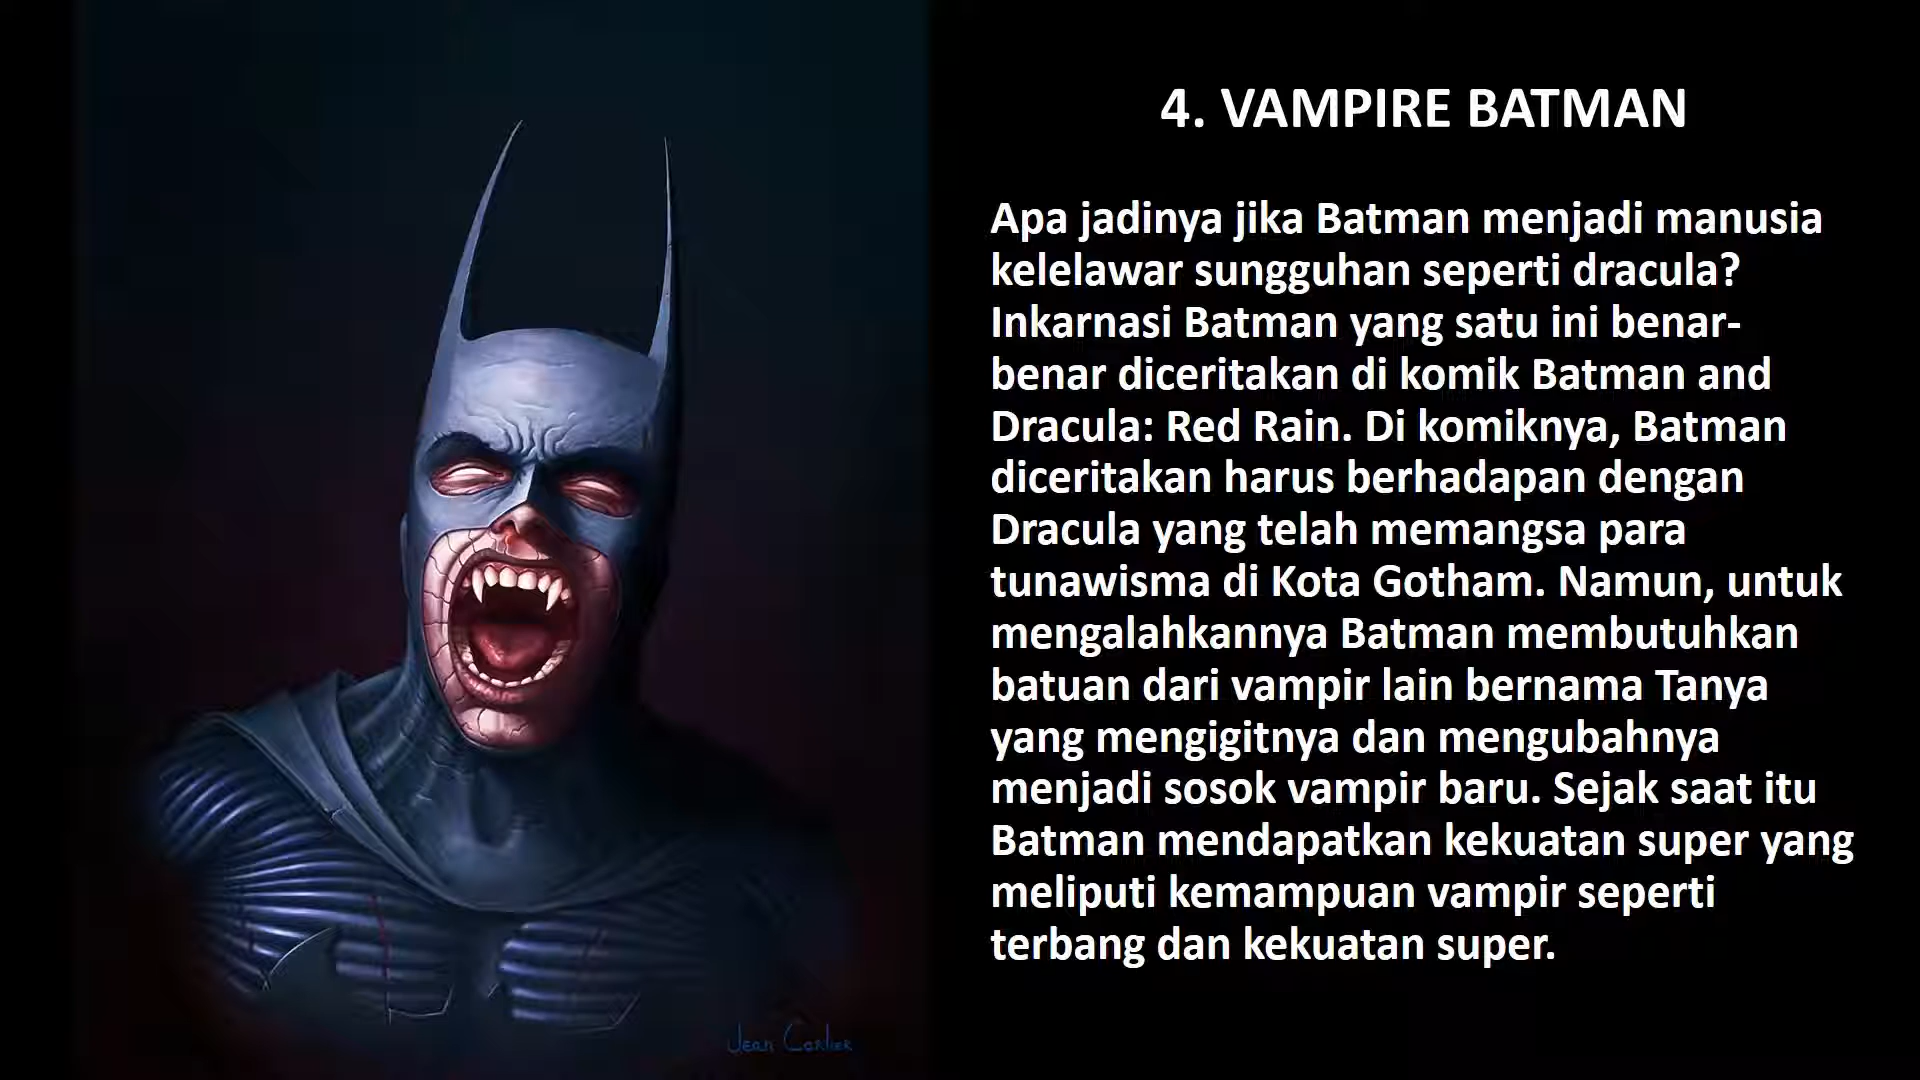 4. VAMPIRE BATMAN
Apa jadinya jika Batman menjadi manusia
kelelawar sungguhan seperti dracula?
Inkarnasi Batman yang satu ini benar-
benar diceritakan di komik Batman and
Dracula: Red Rain. Di komiknya, Batman
diceritakan harus berhadapan dengan
Dracula yang telah memangsa para
tunawisma di Kota Gotham. Namun, untuk
mengalahkannya Batman membutuhkan
batuan dari vampir lain bernama Tanya
yang mengigitnya dan mengubahnya
menjadi sosok vampir baru. Sejak saat itu
Batman mendapatkan kekuatan super yang
meliputi kemampuan vampir seperti
terbang dan kekuatan super.
Jean Carlier